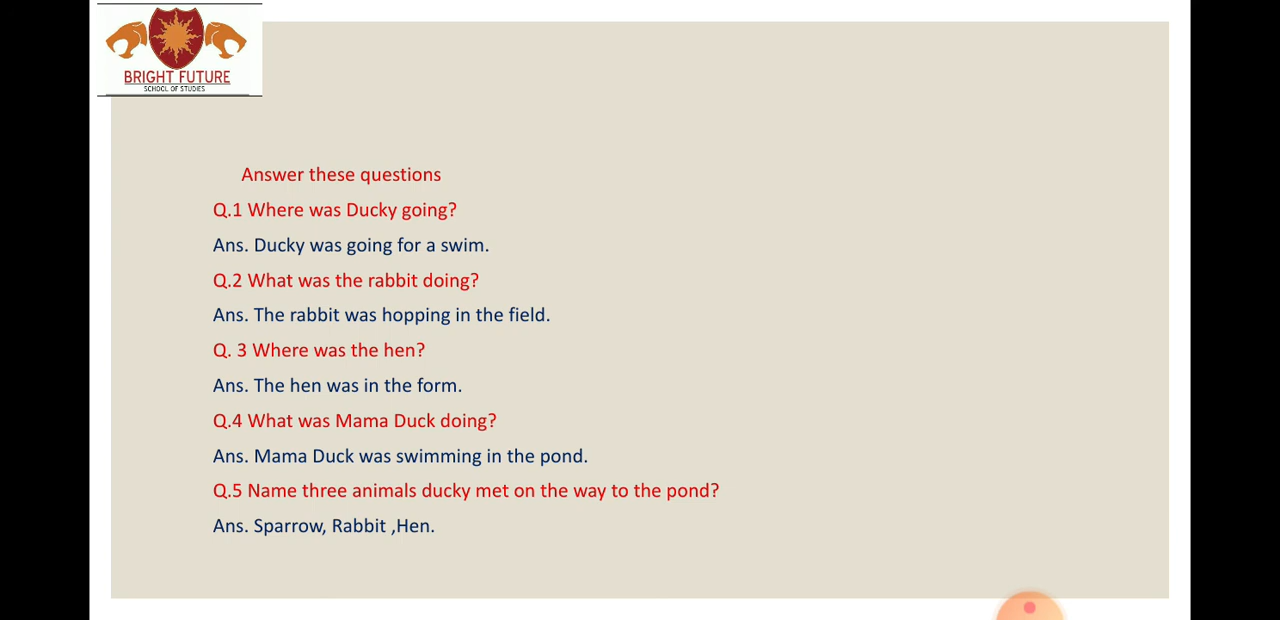 BRIGHT FUTURE
SCHOOL OF STUDIES
Answer these questions
Q.1 Where was Ducky going?
Ans. Ducky was going for a swim.
Q.2 What was the rabbit doing?
Ans. The rabbit was hopping in the field.
Q. 3 Where was the hen?
Ans. The hen was in the form.
Q.4 What was Mama Duck doing?
Ans. Mama Duck was swimming in the pond.
Q.5 Name three animals ducky met on the way to the pond?
Ans. Sparrow, Rabbit ,Hen.